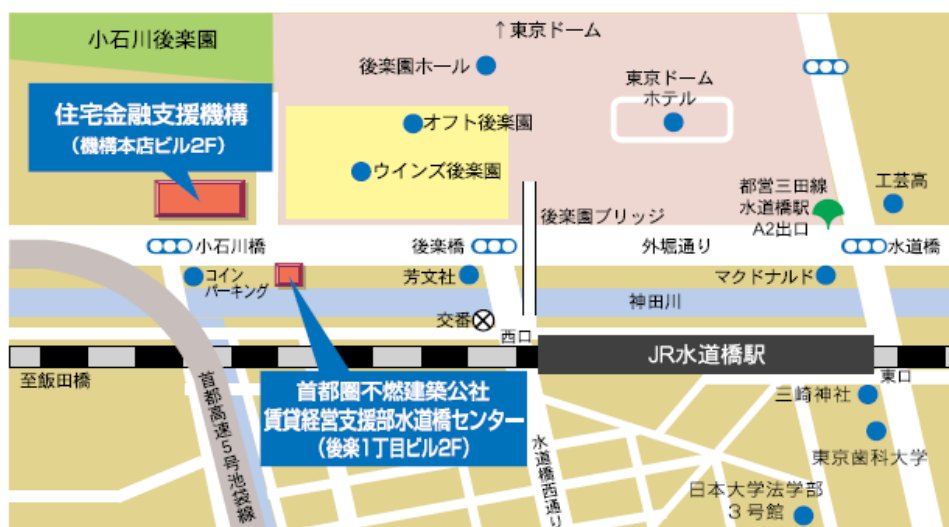 小石川後楽園
↑東京ドーム
後楽園ホール
東京ドーム
ホテル
住宅金融支援機構
(機構本店ビル2F)
オフト後楽園
ウインズ後楽園
都営三田線
水道橋駅
A2出口
工芸高
後楽園ブリッジ
小石川橋
後楽橋
外堀通り
水道橋
コイン
パーキング
芳文社
マクドナルド
神田川
交番
西口
JR水道橋駅
至飯田橋
東口
首都高速5号池袋線
首都圏不燃建築公社
賃貸経営支援部水道橋センター
(後楽1丁目ビル2F)
三崎神社
東京歯科大学
水道橋西通り
日本大学法学部
3号館